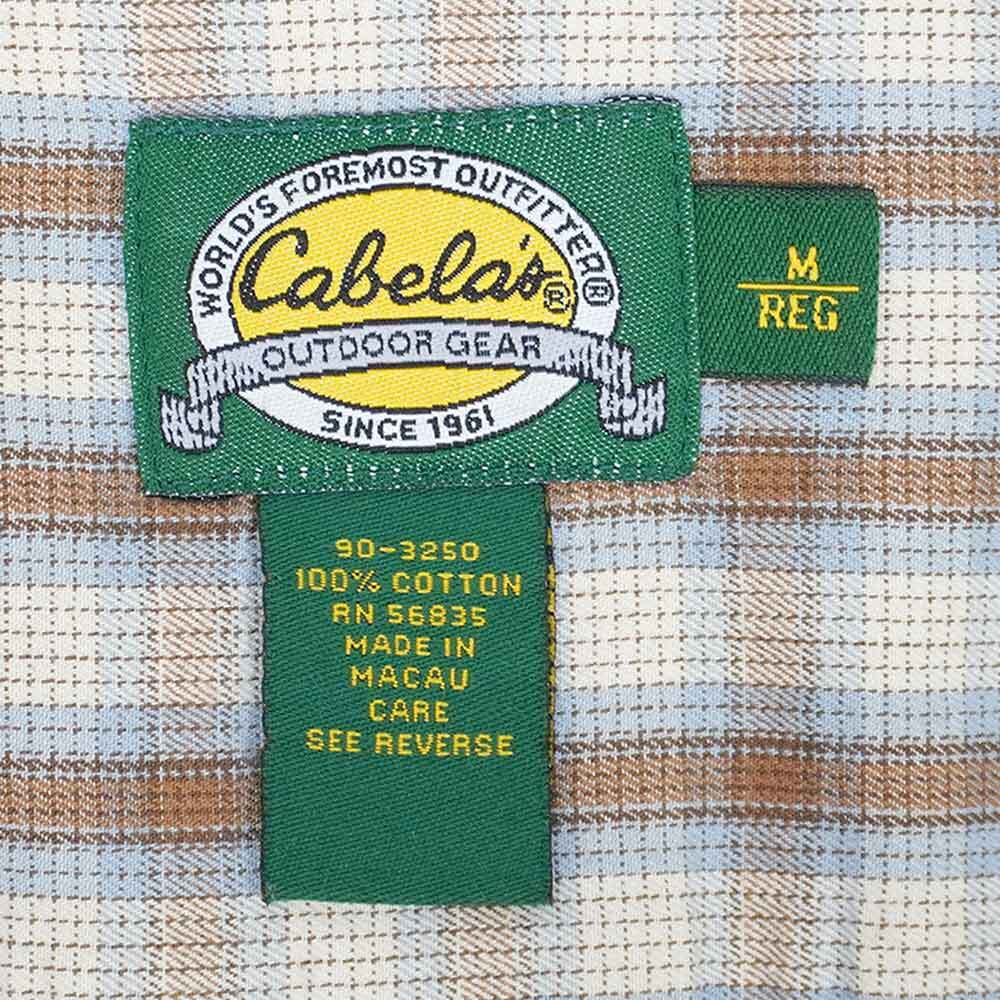 WORLD'S FOREMOST OUTFITTER®
Cabela's®
OUTDOOR GEAR
SINCE 1961
M
REG
90-3250
100% COTTON
RN 56835
MADE IN
MACAU
CARE
SEE REVERSE